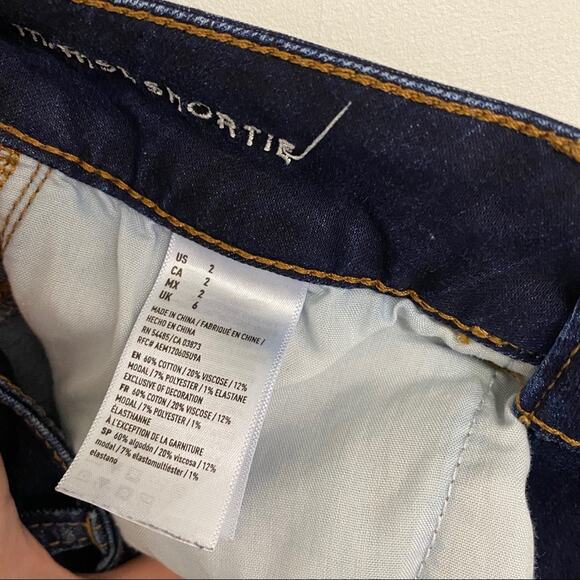 SHORTIE
US 2
CA 2
MX 2
UK 6
MADE IN CHINA / FABRIQUÉ EN CHINE /
HECHO EN CHINA
RN 54485/CA 03873
RFC# AEM120605U9A
EN 60% COTTON / 20% VISCOSE / 12%
MODAL / 7% POLYESTER / 1% ELASTANE
EXCLUSIVE OF DECORATION
FR 60% COTON / 20% VISCOSE / 12%
MODAL / 7% POLYESTER / 1%
ÉLASTHANNE
À L'EXCEPTION DE LA GARNITURE
SP 60% algodón / 20% viscosa / 12%
modal / 7% elastomultiéster / 1%
elastano